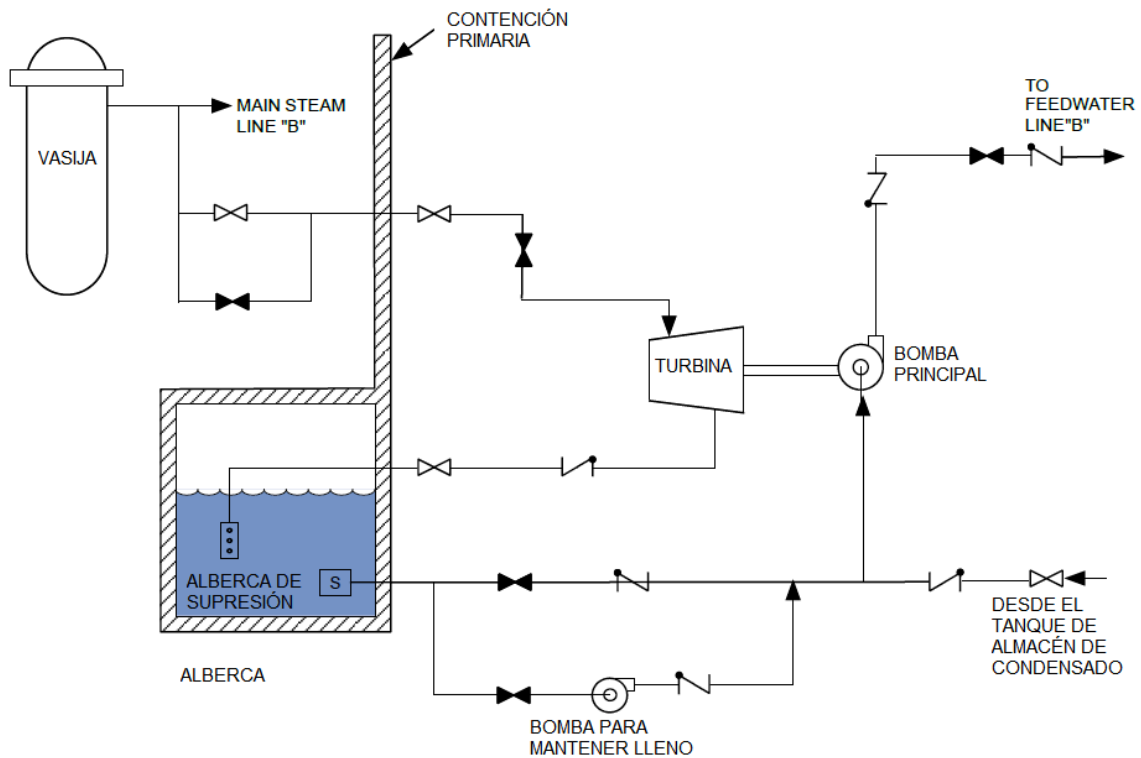 CONTENCIÓN
PRIMARIA
VASIJA
MAIN STEAM
LINE "B"
TO
FEEDWATER
LINE"B"
TURBINA
BOMBA
PRINCIPAL
ALBERCA DE
SUPRESIÓN
S
DESDE EL
TANQUE DE
ALMACÉN DE
CONDENSADO
ALBERCA
BOMBA PARA
MANTENER LLENO